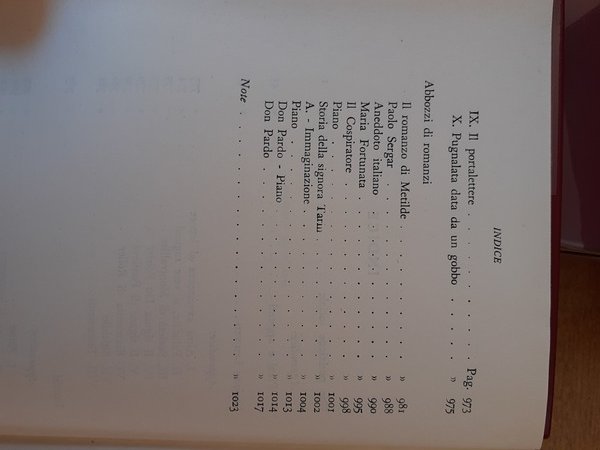 INDICE
IX. Il portalettere . . . . . . . . . . Pag. 973
X. Pugnalata data da un gobbo . . . . . » 975
Abbozzi di romanzi
Il romanzo di Metilde . . . . . . . . » 981
Paolo Sergar . . . . . . . . . . . » 988
Aneddoto italiano . . . . . . . . . » 990
Maria Fortunata . . . . . . . . . . » 995
Il Cospiratore . . . . . . . . . . . » 998
Piano . . . . . . . . . . . . . . » 1001
Storia della signora Tarm . . . . . . . » 1002
A. - Immaginazione . . . . . . . . . » 1004
Piano . . . . . . . . . . . . . . » 1013
Don Pardo - Piano . . . . . . . . . » 1014
Don Pardo . . . . . . . . . . . . » 1017
Note . . . . . . . . . . . . . . . » 1023